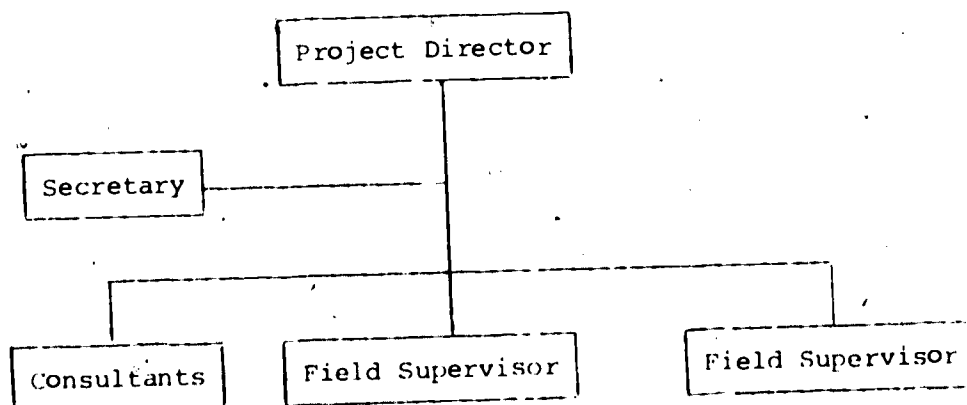 Project Director
Secretary
Consultants
Field Supervisor
Field Supervisor